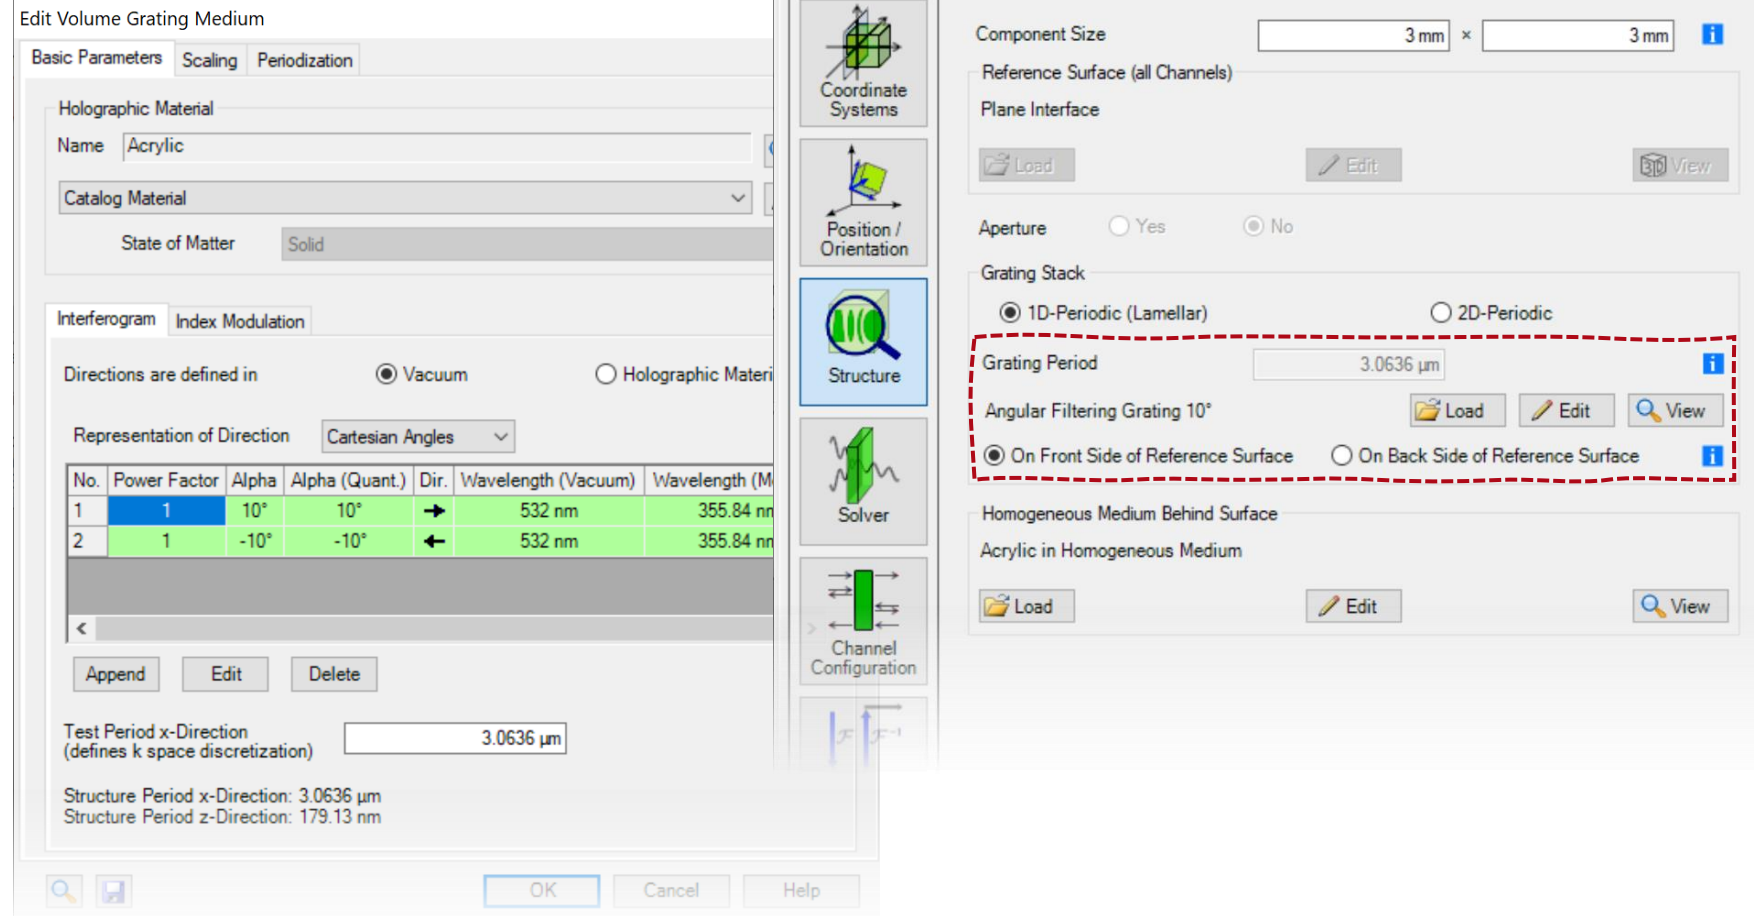 Edit Volume Grating Medium
Basic Parameters
Scaling
Periodization
Holographic Material
Name
Acrylic
Catalog Material
State of Matter
Solid
Interferogram
Index Modulation
Directions are defined in
Vacuum
Holographic Materi
Representation of Direction
Cartesian Angles
No. Power Factor Alpha Alpha (Quant.) Dir. Wavelength (Vacuum) Wavelength (M
1 1 10° 10° 532 nm 355.84 nm
2 1 -10° -10° 532 nm 355.84 nm
Append
Edit
Delete
Test Period x-Direction
(defines k space discretization)
3.0636 µm
Structure Period x-Direction: 3.0636 µm
Structure Period z-Direction: 179.13 nm
OK
Cancel
Help
Coordinate
Systems
Position /
Orientation
Structure
Solver
Channel
Configuration
F F⁻¹
Component Size
3 mm × 3 mm
Reference Surface (all Channels)
Plane Interface
Load
Edit
3D View
Aperture
Yes
No
Grating Stack
1D-Periodic (Lamellar)
2D-Periodic
Grating Period
3.0636 µm
Angular Filtering Grating 10°
Load
Edit
View
On Front Side of Reference Surface
On Back Side of Reference Surface
Homogeneous Medium Behind Surface
Acrylic in Homogeneous Medium
Load
Edit
View